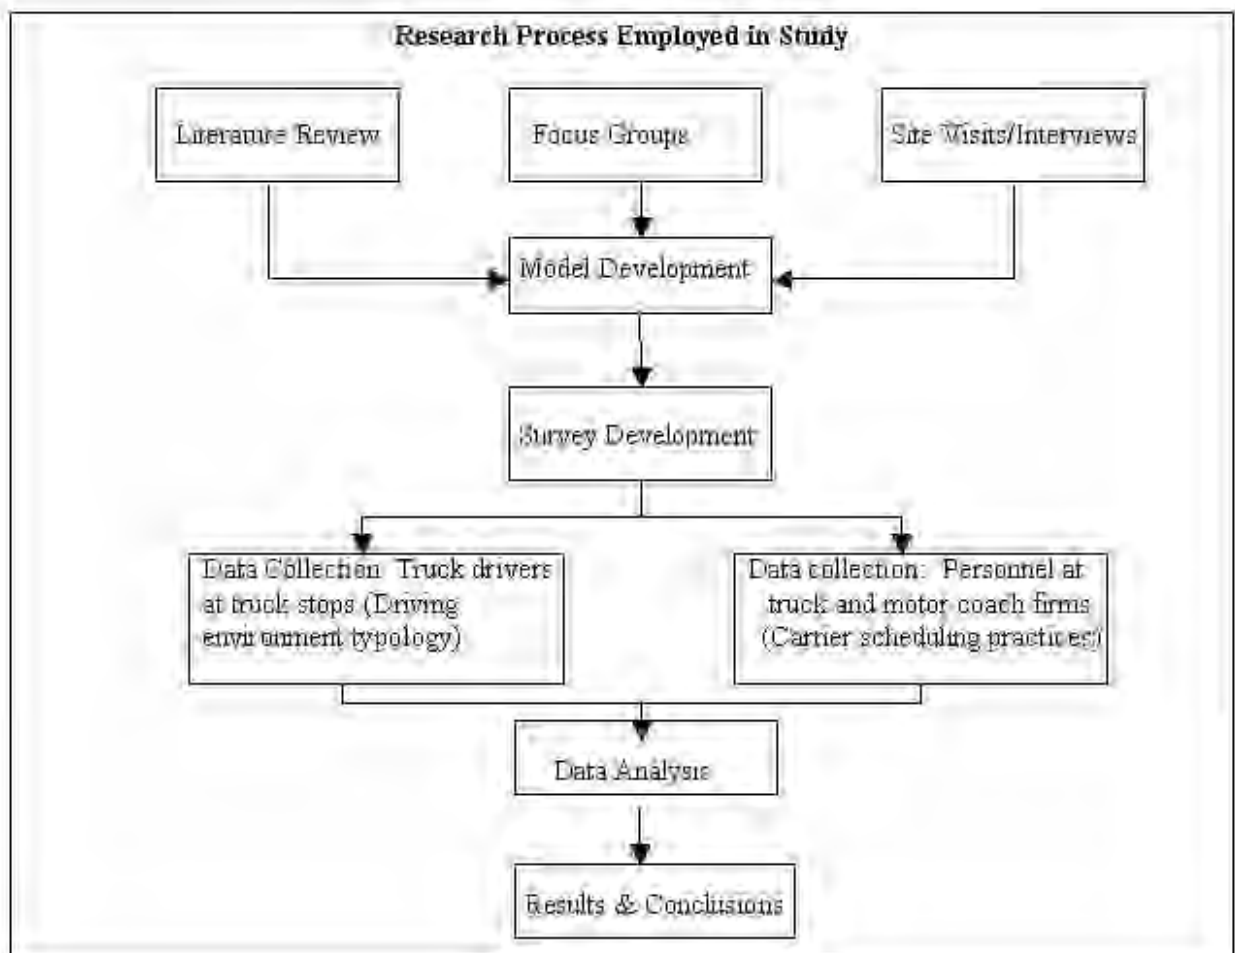 Research Process Employed in Study
Literature Review
Focus Groups
Site Visits/Interviews
Model Development
Survey Development
Data Collection Truck drivers
at truck stops (Driving
environment typology)
Data collection: Personnel at
truck and motor coach firms
(Carrier scheduling practices)
Data Analysis
Results & Conclusions